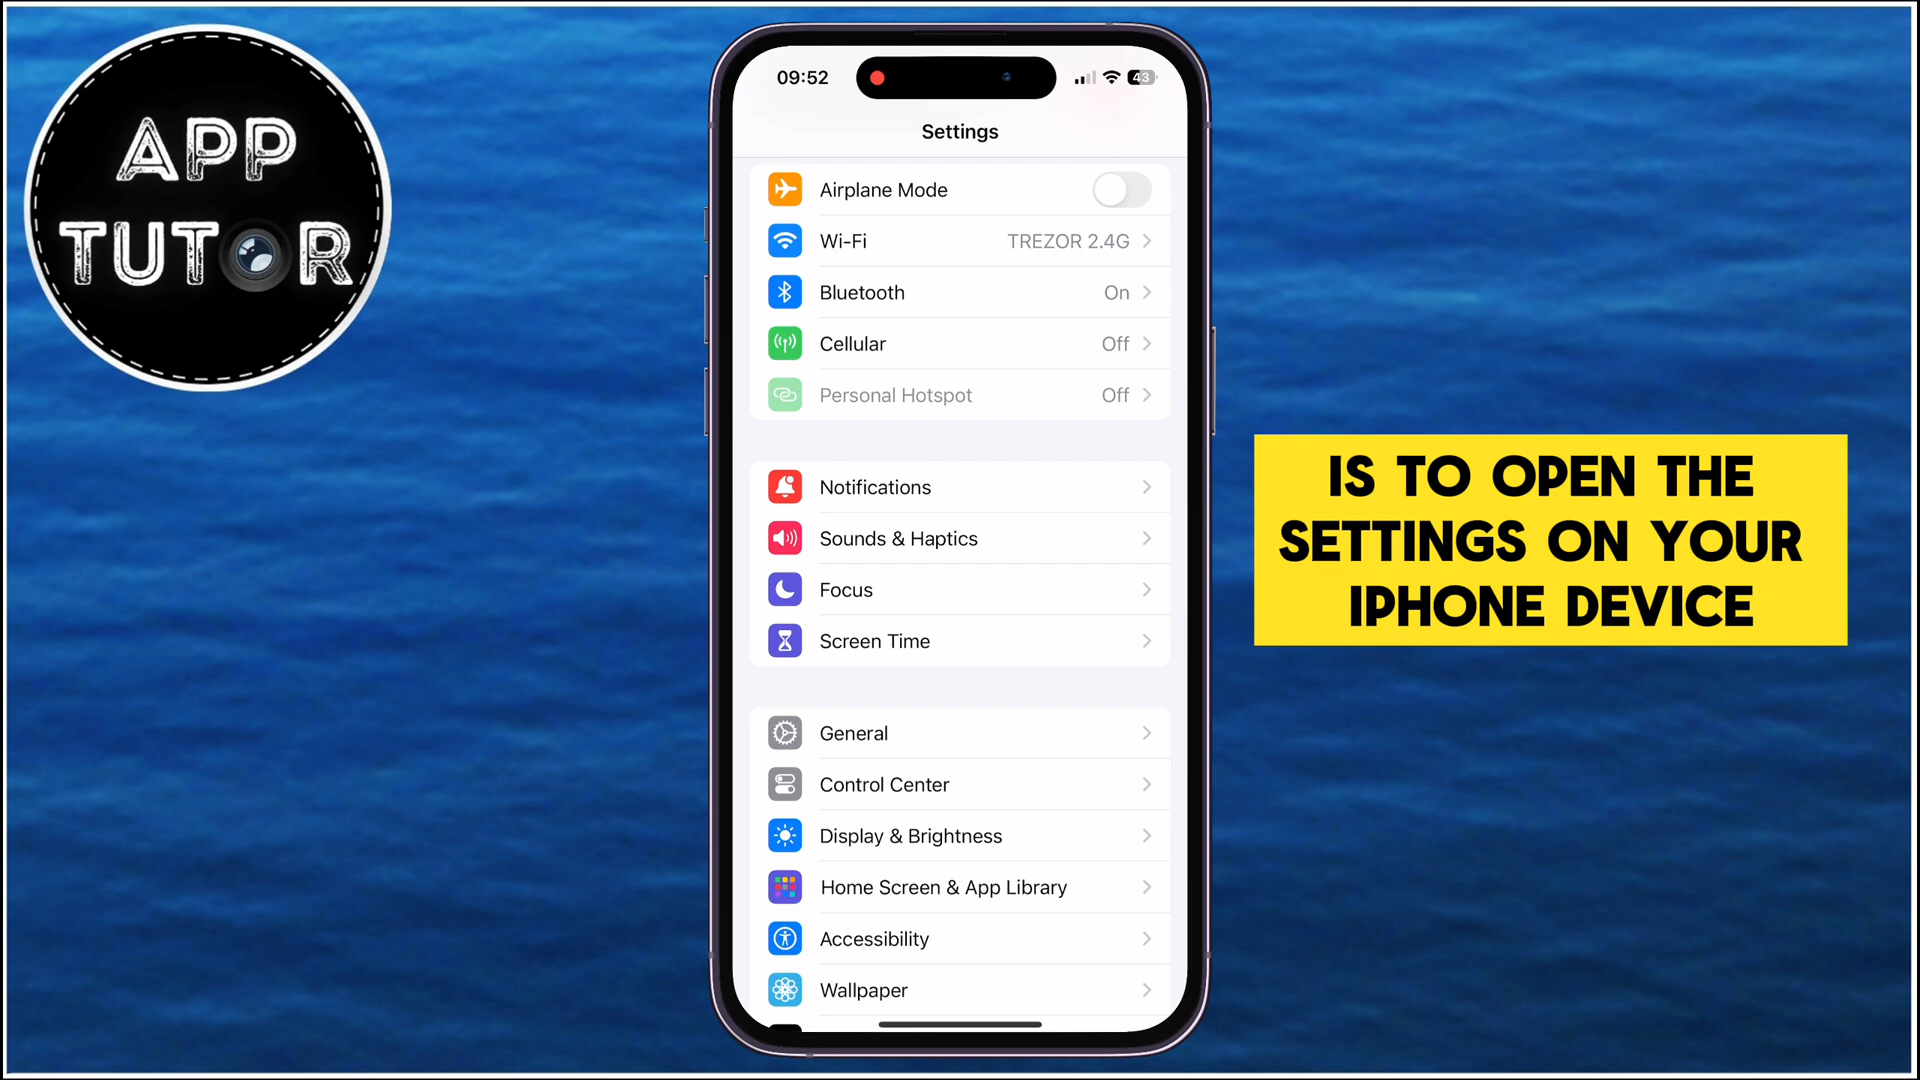 APP
TUTOR
09:52
43
Settings
Airplane Mode
Wi-Fi TREZOR 2.4G
Bluetooth On
Cellular Off
Personal Hotspot Off
Notifications
Sounds & Haptics
Focus
Screen Time
General
Control Center
Display & Brightness
Home Screen & App Library
Accessibility
Wallpaper
IS TO OPEN THE
SETTINGS ON YOUR
IPHONE DEVICE